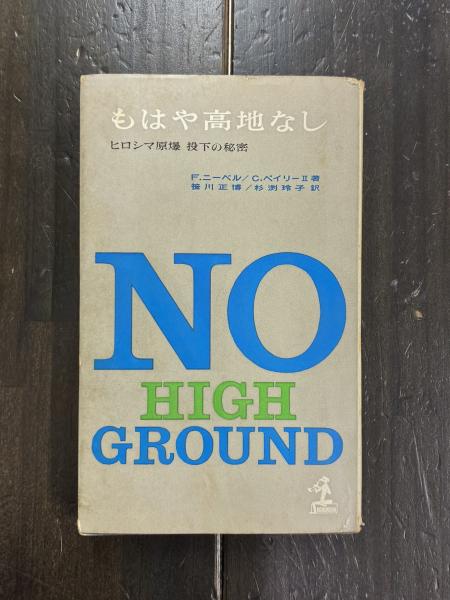 もはや高地なし
ヒロシマ原爆 投下の秘密
F.ニーベル/C.ベイリーⅡ著
笹川正博/杉渕玲子訳
NO
HIGH
GROUND